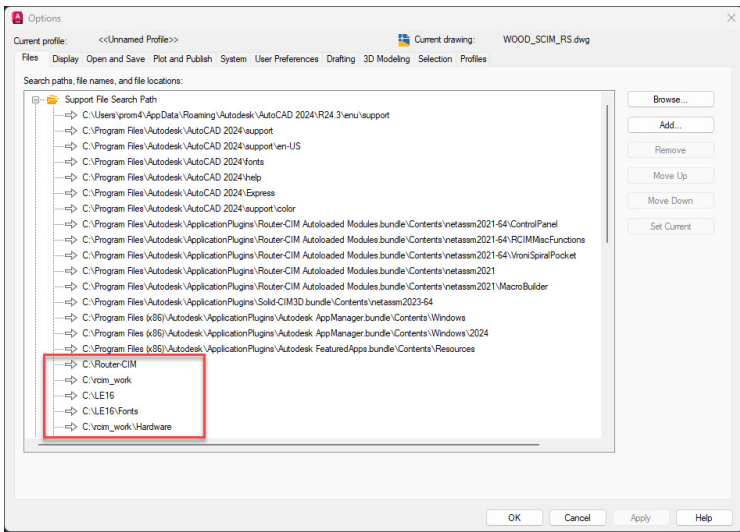 Options
Current profile: <<Unnamed Profile>> Current drawing: WOOD_SCIM_RS.dwg
Files Display Open and Save Plot and Publish System User Preferences Drafting 3D Modeling Selection Profiles
Search paths, file names, and file locations:
Support File Search Path
C:\Users\prom4\AppData\Roaming\Autodesk\AutoCAD 2024\R24.3\enu\support
C:\Program Files\Autodesk\AutoCAD 2024\support
C:\Program Files\Autodesk\AutoCAD 2024\support\en-US
C:\Program Files\Autodesk\AutoCAD 2024\fonts
C:\Program Files\Autodesk\AutoCAD 2024\help
C:\Program Files\Autodesk\AutoCAD 2024\Express
C:\Program Files\Autodesk\AutoCAD 2024\support\color
C:\Program Files\Autodesk\ApplicationPlugins\Router-CIM Autoloaded Modules.bundle\Contents\netassm2021-64\ControlPanel
C:\Program Files\Autodesk\ApplicationPlugins\Router-CIM Autoloaded Modules.bundle\Contents\netassm2021-64\RCIMMiscFunctions
C:\Program Files\Autodesk\ApplicationPlugins\Router-CIM Autoloaded Modules.bundle\Contents\netassm2021-64\VroniSpiralPocket
C:\Program Files\Autodesk\ApplicationPlugins\Router-CIM Autoloaded Modules.bundle\Contents\netassm2021
C:\Program Files\Autodesk\ApplicationPlugins\Router-CIM Autoloaded Modules.bundle\Contents\netassm2021\MacroBuilder
C:\Program Files\Autodesk\ApplicationPlugins\Solid-CIM3D.bundle\Contents\netassm2023-64
C:\Program Files (x86)\Autodesk\ApplicationPlugins\Autodesk AppManager.bundle\Contents\Windows
C:\Program Files (x86)\Autodesk\ApplicationPlugins\Autodesk AppManager.bundle\Contents\Windows\2024
C:\Program Files (x86)\Autodesk\ApplicationPlugins\Autodesk FeaturedApps.bundle\Contents\Resources
C:\Router-CIM
C:\rcim_work
C:\LE16
C:\LE16\Fonts
C:\rcim_work\Hardware
Browse...
Add...
Remove
Move Up
Move Down
Set Current
OK Cancel Apply Help